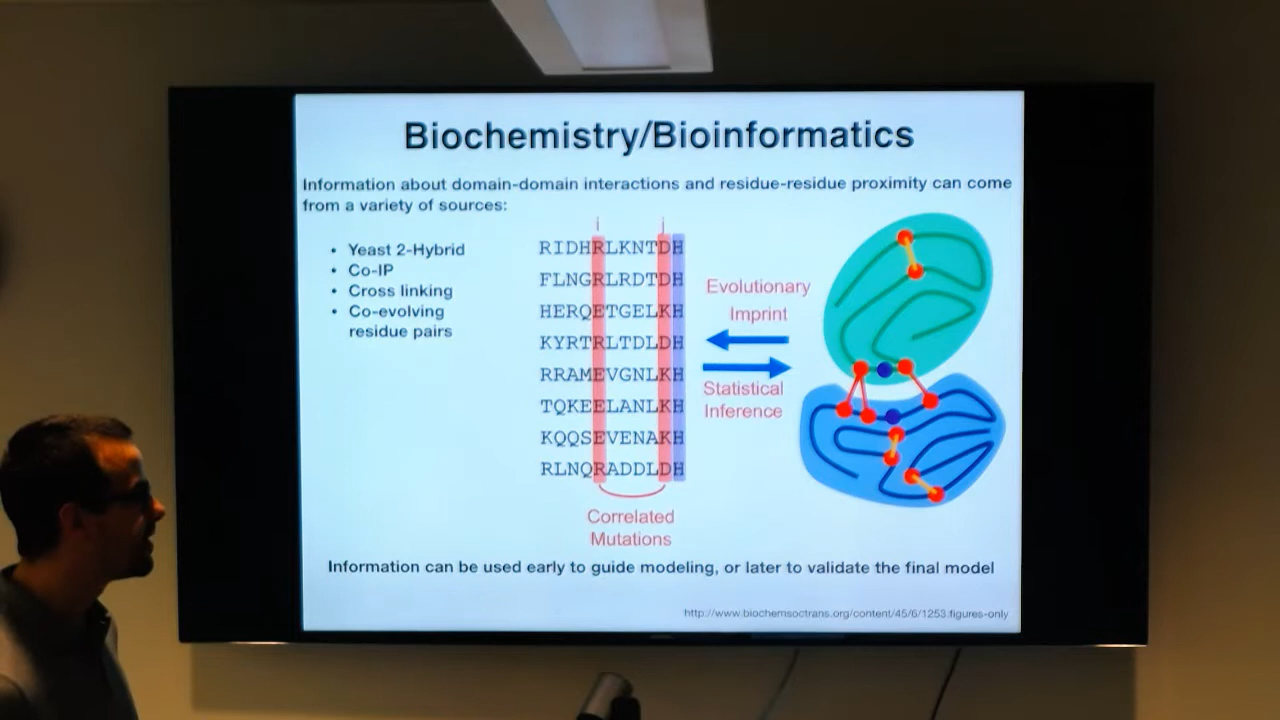 Biochemistry/Bioinformatics
Information about domain-domain interactions and residue-residue proximity can come
from a variety of sources:
• Yeast 2-Hybrid
• Co-IP
• Cross linking
• Co-evolving
residue pairs
i j
RIDHRLKNTDH
FLNGRLRDTDH
HERQETGELKH
KYRTRLTDLDH
RRAMEVGNLKH
TQKEELANLKH
KQQSEVENAKH
RLNQRADDLDH
Correlated
Mutations
Evolutionary
Imprint
Statistical
Inference
Information can be used early to guide modeling, or later to validate the final model
http://www.biochemsoctrans.org/content/45/6/1253.figures-only